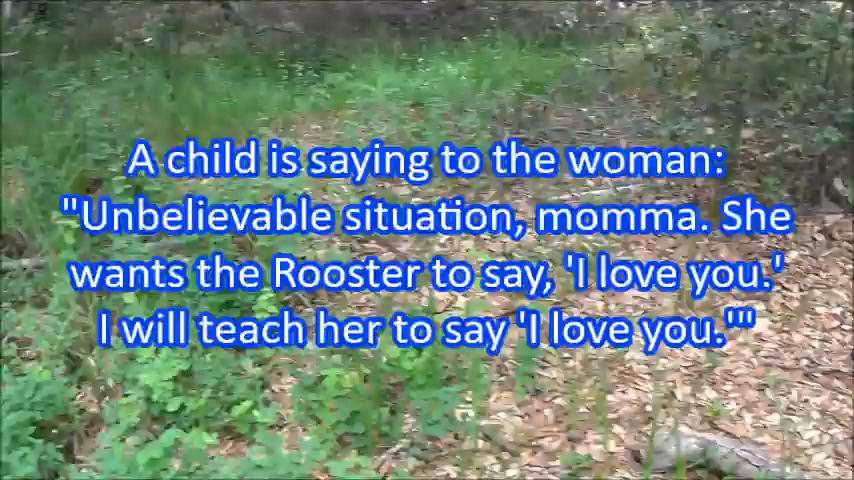 A child is saying to the woman:
"Unbelievable situation, momma. She
wants the Rooster to say, 'I love you.'
I will teach her to say 'I love you.'"